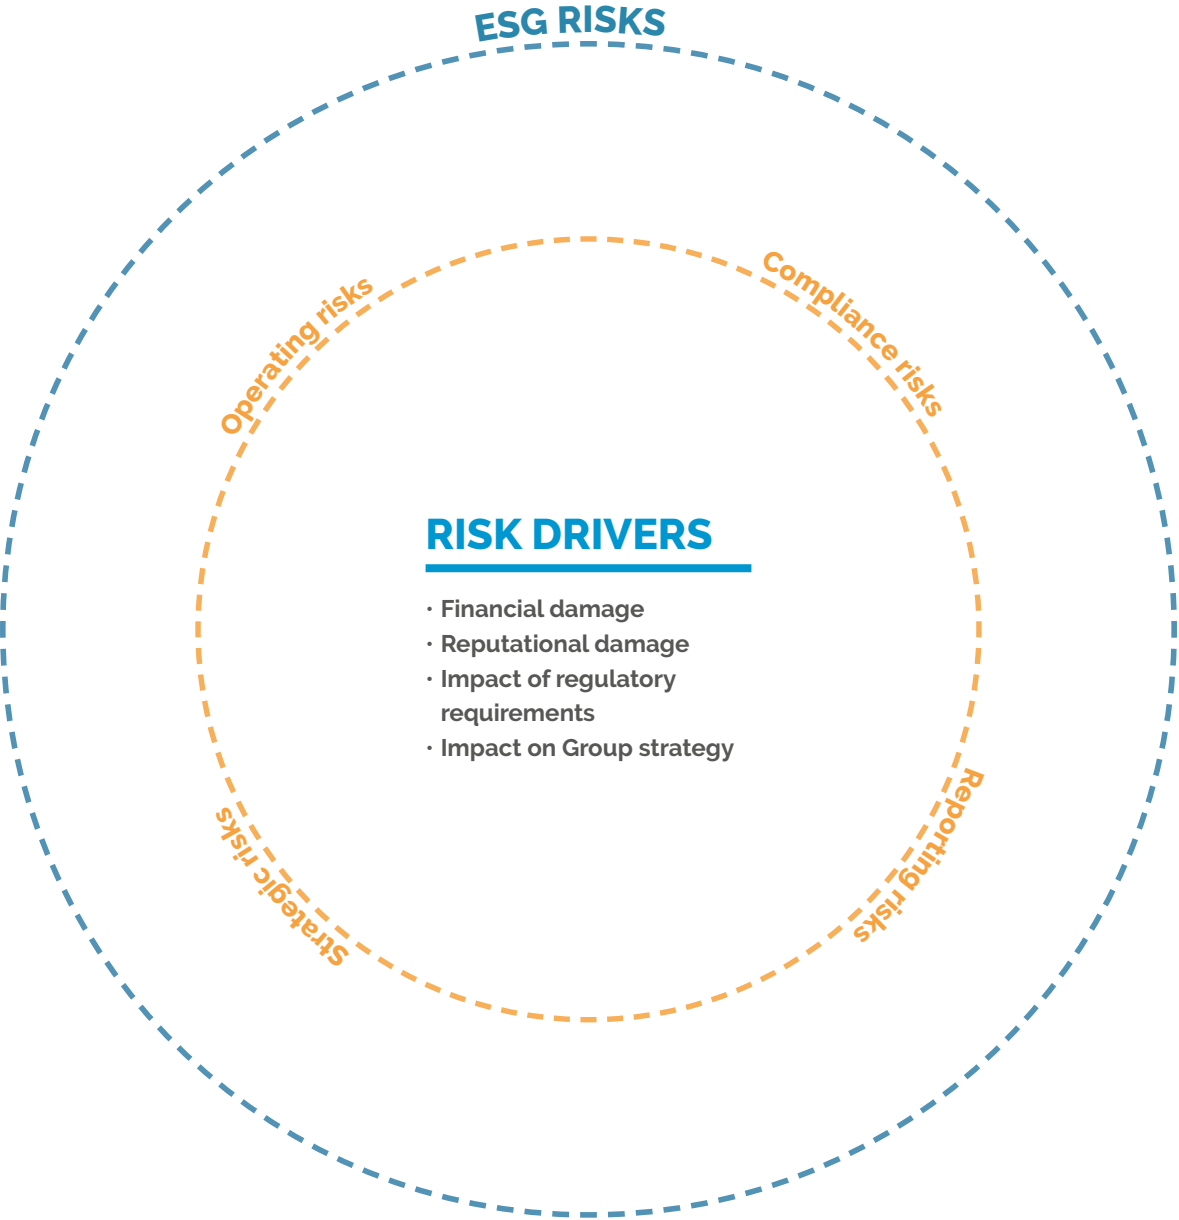 ESG RISKS
Operating risks
Compliance risks
RISK DRIVERS
• Financial damage
• Reputational damage
• Impact of regulatory
requirements
• Impact on Group strategy
Strategic risks
Reporting risks